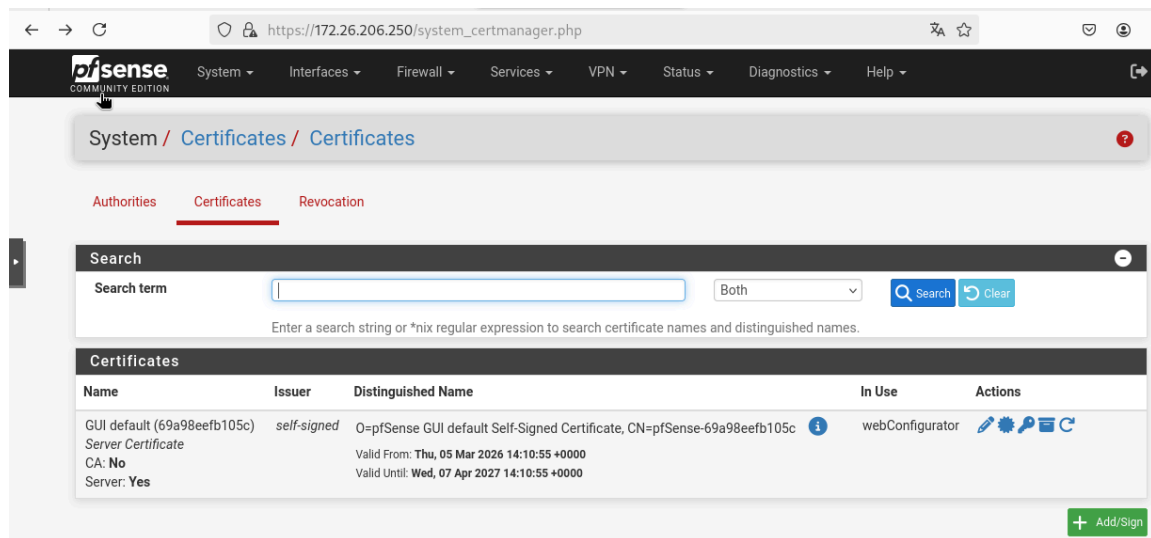 https://172.26.206.250/system_certmanager.php
pfsense COMMUNITY EDITION System Interfaces Firewall Services VPN Status Diagnostics Help
System / Certificates / Certificates
Authorities Certificates Revocation
Search
Search term Both Search Clear
Enter a search string or *nix regular expression to search certificate names and distinguished names.
Certificates
Name Issuer Distinguished Name In Use Actions
GUI default (69a98eefb105c) self-signed O=pfSense GUI default Self-Signed Certificate, CN=pfSense-69a98eefb105c webConfigurator
Server Certificate
CA: No
Server: Yes
Valid From: Thu, 05 Mar 2026 14:10:55 +0000
Valid Until: Wed, 07 Apr 2027 14:10:55 +0000
Add/Sign